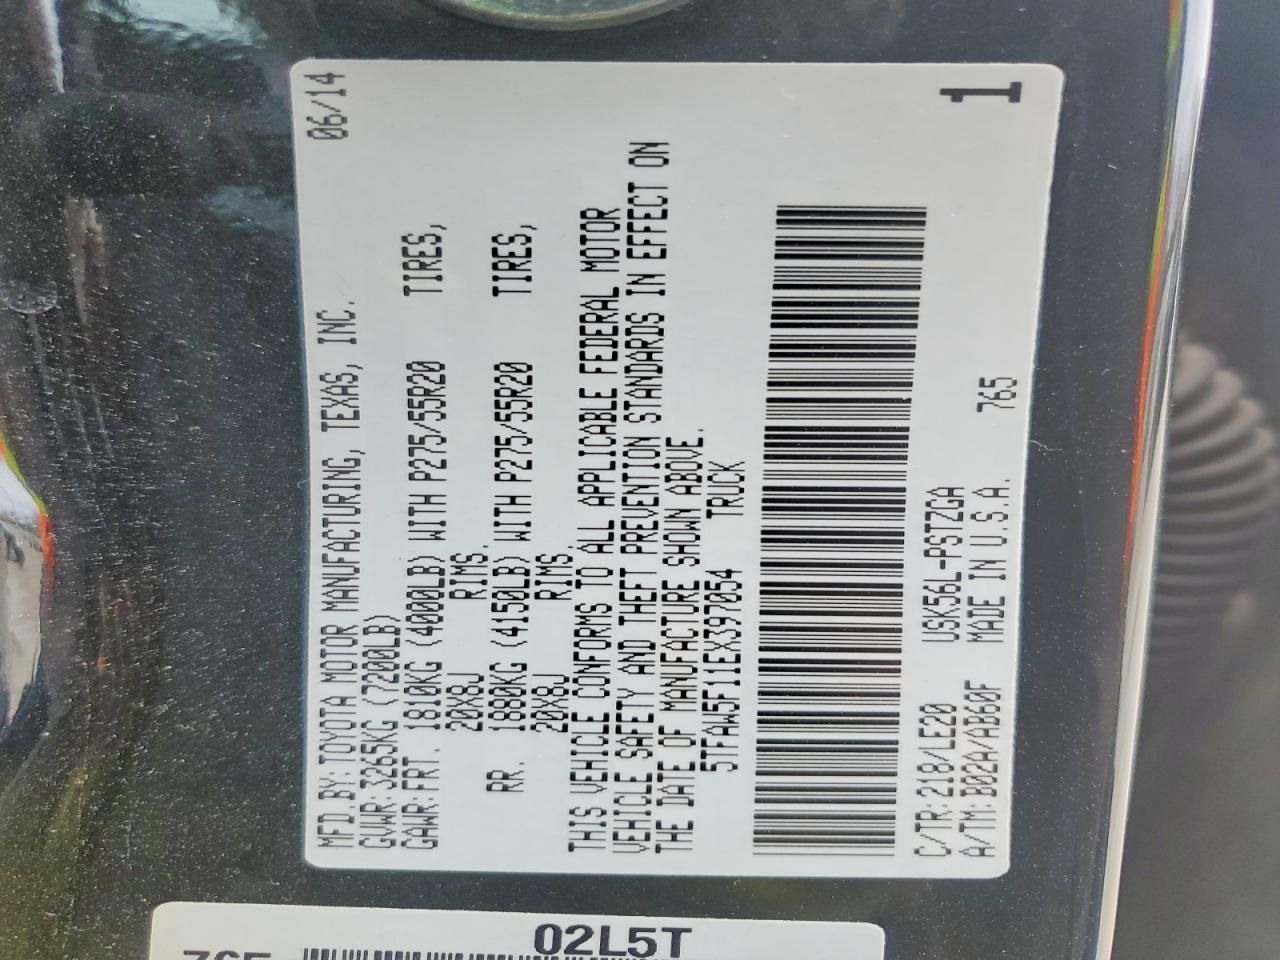 MFD.BY:TOYOTA MOTOR MANUFACTURING, TEXAS, INC. 06/14
GVWR:3265KG (7200LB)
GAWR:FRT. 1810KG (4000LB) WITH P275/55R20 TIRES,
20X8J RIMS.
RR. 1880KG (4150LB) WITH P275/55R20 TIRES,
20X8J RIMS.
THIS VEHICLE CONFORMS TO ALL APPLICABLE FEDERAL MOTOR
VEHICLE SAFETY AND THEFT PREVENTION STANDARDS IN EFFECT ON
THE DATE OF MANUFACTURE SHOWN ABOVE.
5TFAW5F11EX397054 TRUCK
C/TR:218/LE20 USK56L-PSTZGA
A/TM:B02A/AB60F MADE IN U.S.A. 765
1
02L5T
765